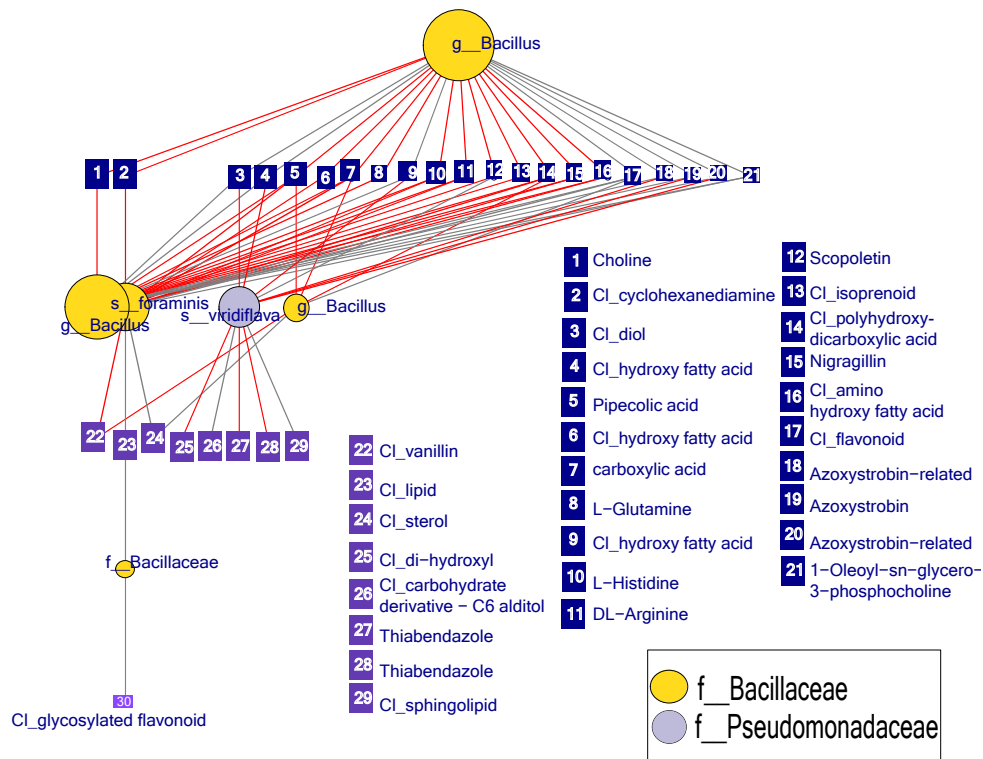 g__Bacillus
1 2 3 4 5 6 7 8 9 10 11 12 13 14 15 16 17 18 19 20 21
s__foraminis
g__Bacillus
s__viridiflava
g__Bacillus
22 23 24 25 26 27 28 29
f__Bacillaceae
30
Cl_glycosylated flavonoid
22 Cl_vanillin
23 Cl_lipid
24 Cl_sterol
25 Cl_di-hydroxyl
26 Cl_carbohydrate
derivative − C6 alditol
27 Thiabendazole
28 Thiabendazole
29 Cl_sphingolipid
1 Choline
2 Cl_cyclohexanediamine
3 Cl_diol
4 Cl_hydroxy fatty acid
5 Pipecolic acid
6 Cl_hydroxy fatty acid
7 carboxylic acid
8 L−Glutamine
9 Cl_hydroxy fatty acid
10 L−Histidine
11 DL−Arginine
12 Scopoletin
13 Cl_isoprenoid
14 Cl_polyhydroxy-
dicarboxylic acid
15 Nigragillin
16 Cl_amino
hydroxy fatty acid
17 Cl_flavonoid
18 Azoxystrobin−related
19 Azoxystrobin
20 Azoxystrobin−related
21 1−Oleoyl−sn−glycero−
3−phosphocholine
f__Bacillaceae
f__Pseudomonadaceae